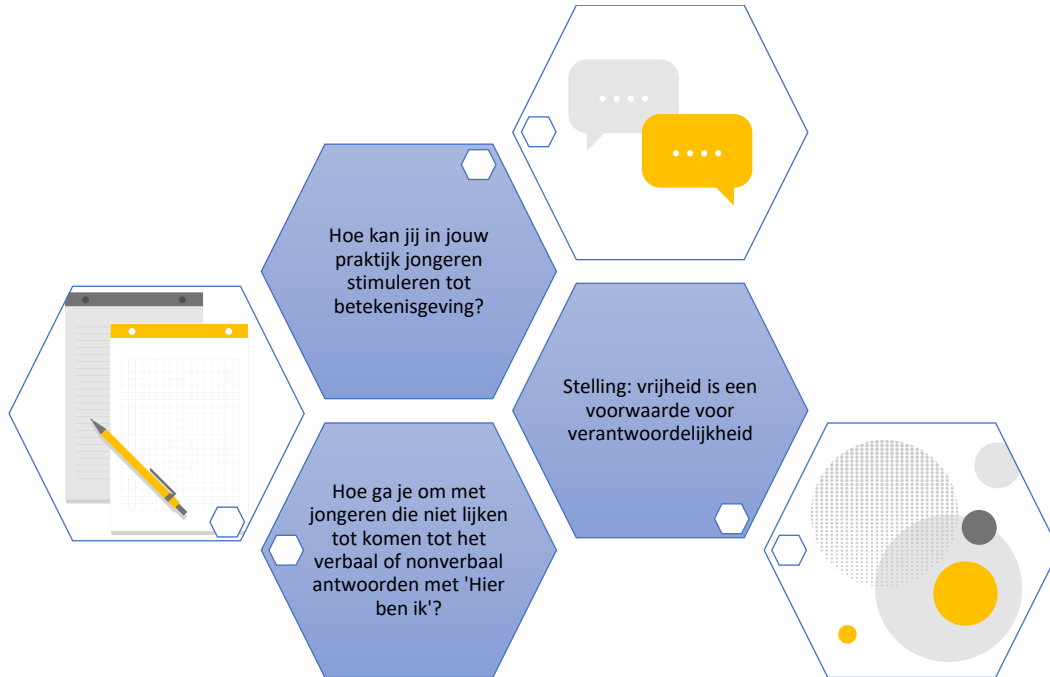 Hoe kan jij in jouw
praktijk jongeren
stimuleren tot
betekenisgeving?
Stelling: vrijheid is een
voorwaarde voor
verantwoordelijkheid
Hoe ga je om met
jongeren die niet lijken
tot komen tot het
verbaal of nonverbaal
antwoorden met 'Hier
ben ik'?